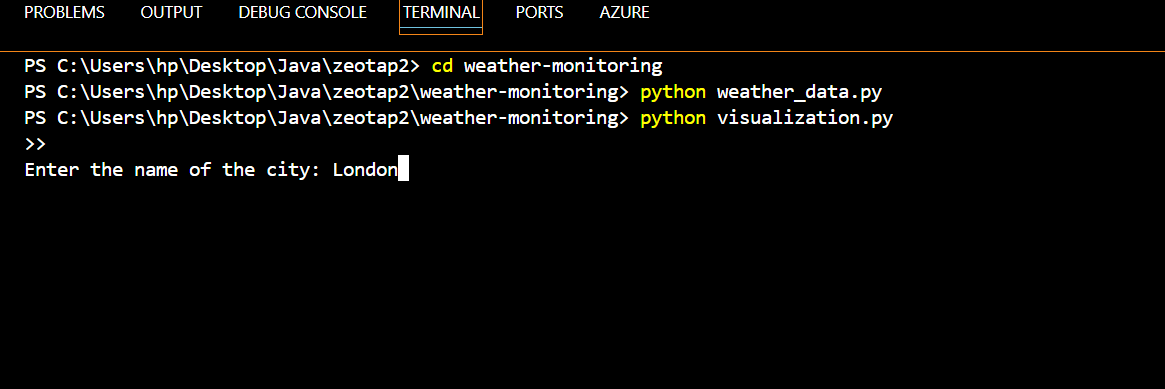 PROBLEMS OUTPUT DEBUG CONSOLE TERMINAL PORTS AZURE
PS C:\Users\hp\Desktop\Java\zeotap2> cd weather-monitoring
PS C:\Users\hp\Desktop\Java\zeotap2\weather-monitoring> python weather_data.py
PS C:\Users\hp\Desktop\Java\zeotap2\weather-monitoring> python visualization.py
>>
Enter the name of the city: London